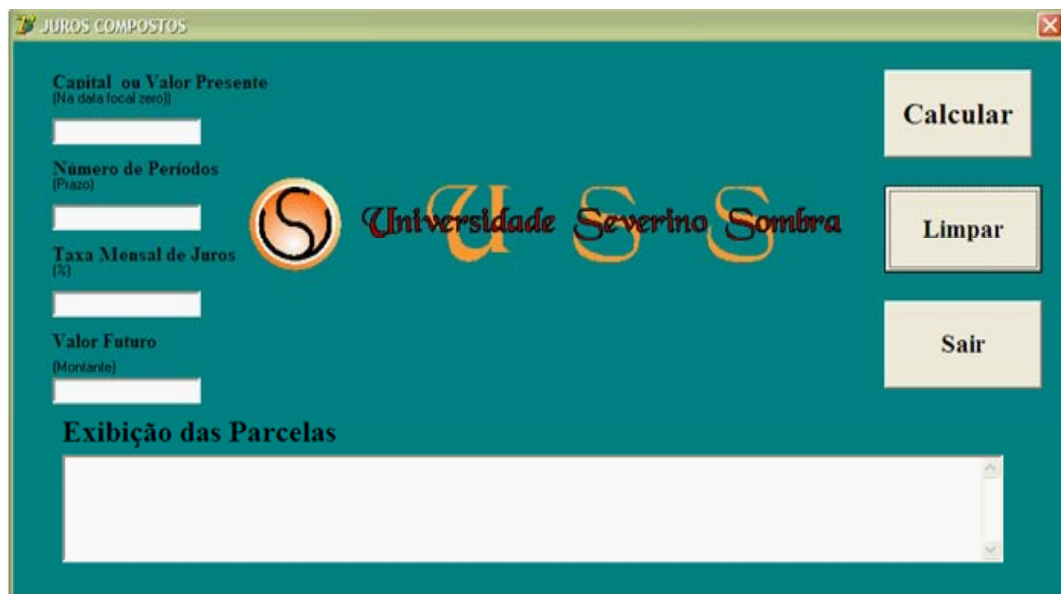 JUROS COMPOSTOS
Capital ou Valor Presente
(Na data focal zero))
Número de Períodos
(Prazo)
Taxa Mensal de Juros
(%)
Valor Futuro
(Montante)
Universidade Severino Sombra
U S S
Calcular
Limpar
Sair
Exibição das Parcelas